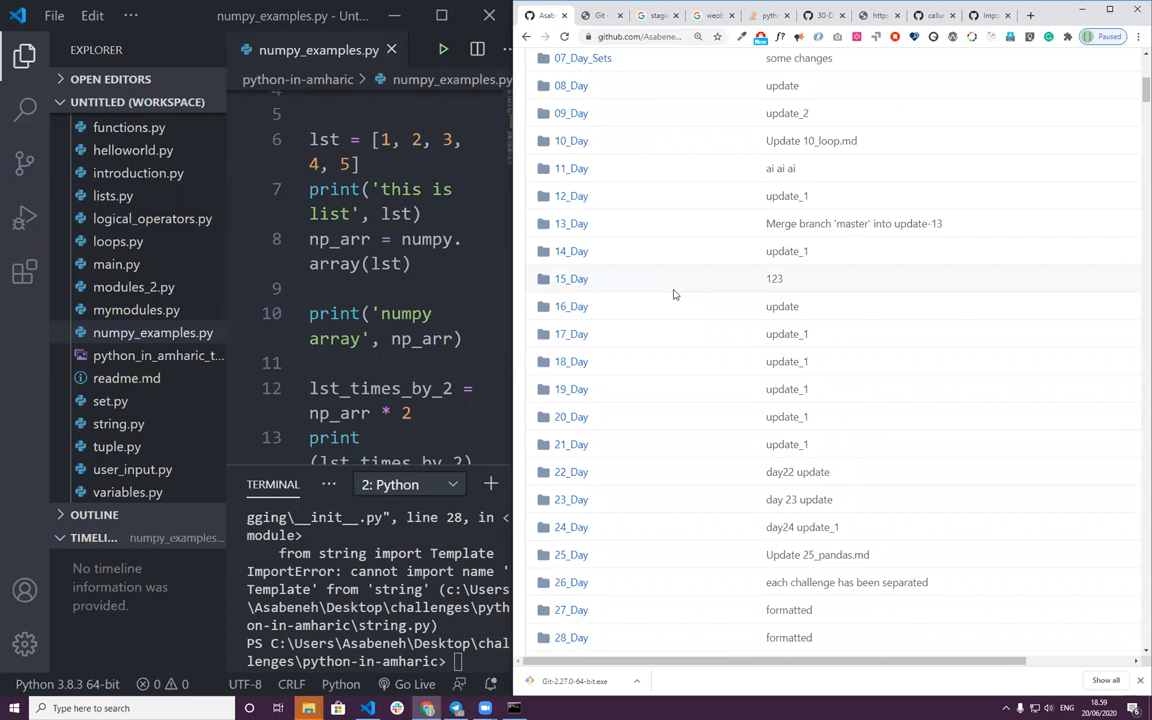 File Edit ··· numpy_examples.py - Unt...
EXPLORER
OPEN EDITORS
UNTITLED (WORKSPACE)
functions.py
helloworld.py
introduction.py
lists.py
logical_operators.py
loops.py
main.py
modules_2.py
mymodules.py
numpy_examples.py
python_in_amharic_t...
readme.md
set.py
string.py
tuple.py
user_input.py
variables.py
OUTLINE
TIMELI... numpy_examples...
No timeline
information was
provided.
numpy_examples.py
python-in-amharic > numpy_examples.py
5
6 lst = [1, 2, 3,
4, 5]
7 print('this is
list', lst)
8 np_arr = numpy.
array(lst)
9
10 print('numpy
array', np_arr)
11
12 lst_times_by_2 =
np_arr * 2
13 print
(lst_times_by_2)
TERMINAL ··· 2: Python
gging\__init__.py", line 28, in <
module>
from string import Template
ImportError: cannot import name '
Template' from 'string' (c:\Users
\Asabeneh\Desktop\challenges\pyth
on-in-amharic\string.py)
PS C:\Users\Asabeneh\Desktop\chal
lenges\python-in-amharic>
Python 3.8.3 64-bit 0 0 UTF-8 CRLF Python Go Live
Asab Git - stagi weob pytho 30-D https callu Impo
github.com/Asabene... Paused
07_Day_Sets some changes
08_Day update
09_Day update_2
10_Day Update 10_loop.md
11_Day ai ai ai
12_Day update_1
13_Day Merge branch 'master' into update-13
14_Day update_1
15_Day 123
16_Day update
17_Day update_1
18_Day update_1
19_Day update_1
20_Day update_1
21_Day update_1
22_Day day22 update
23_Day day 23 update
24_Day day24 update_1
25_Day Update 25_pandas.md
26_Day each challenge has been separated
27_Day formatted
28_Day formatted
Git-2.27.0-64-bit.exe Show all
Type here to search
ENG 18.59
20/06/2020